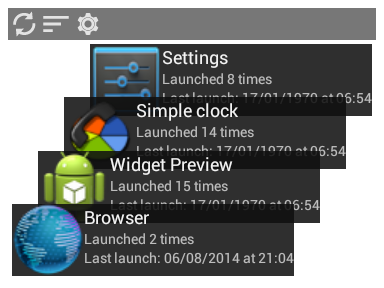 Settings
Launched 8 times
Last launch: 17/01/1970 at 06:54
Simple clock
Launched 14 times
Last launch: 17/01/1970 at 06:54
Widget Preview
Launched 15 times
Last launch: 17/01/1970 at 06:54
Browser
Launched 2 times
Last launch: 06/08/2014 at 21:04